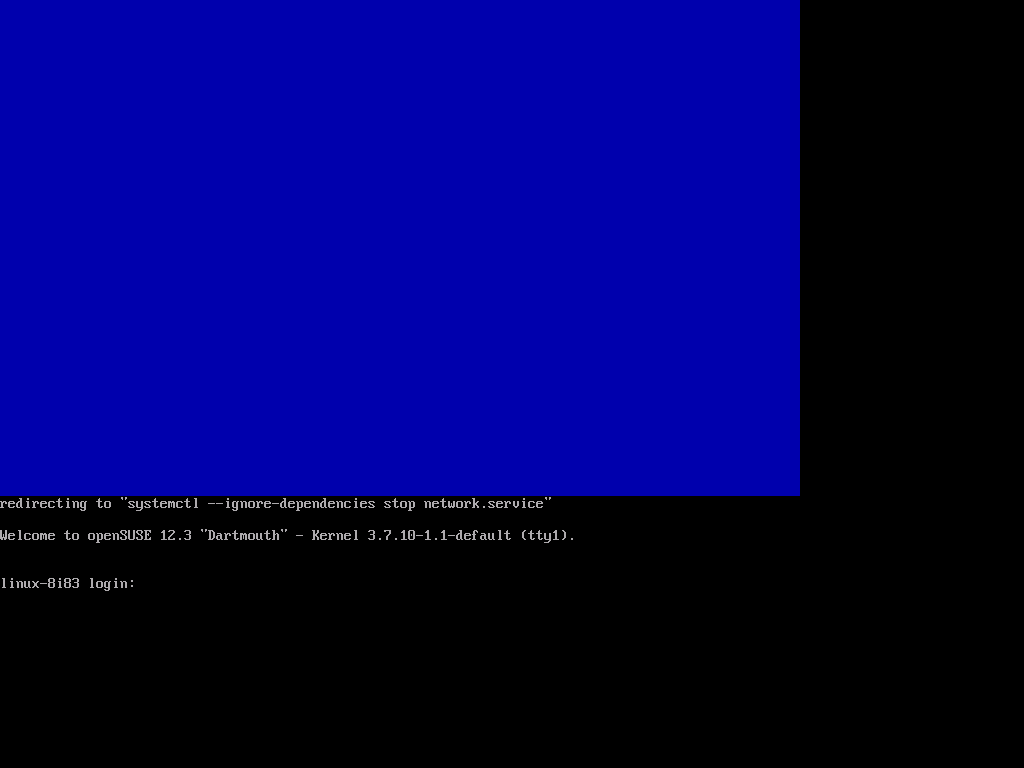 redirecting to "systemctl --ignore-dependencies stop network.service"
Welcome to openSUSE 12.3 "Dartmouth" - Kernel 3.7.10-1.1-default (tty1).
linux-8i83 login: